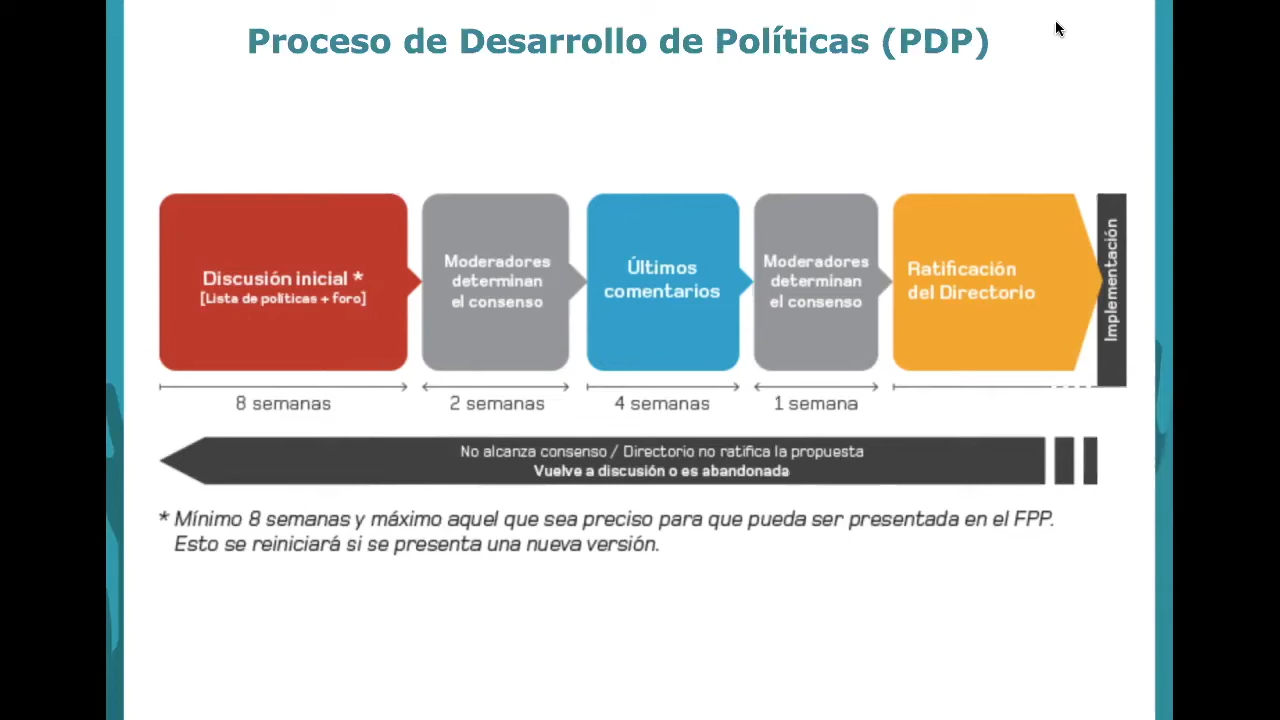 Proceso de Desarrollo de Políticas (PDP)
Discusión inicial *
[Lista de políticas + foro]
Moderadores
determinan
el consenso
Últimos
comentarios
Moderadores
determinan
el consenso
Ratificación
del Directorio
Implementación
8 semanas
2 semanas
4 semanas
1 semana
No alcanza consenso / Directorio no ratifica la propuesta
Vuelve a discusión o es abandonada
* Mínimo 8 semanas y máximo aquel que sea preciso para que pueda ser presentada en el FPP.
Esto se reiniciará si se presenta una nueva versión.